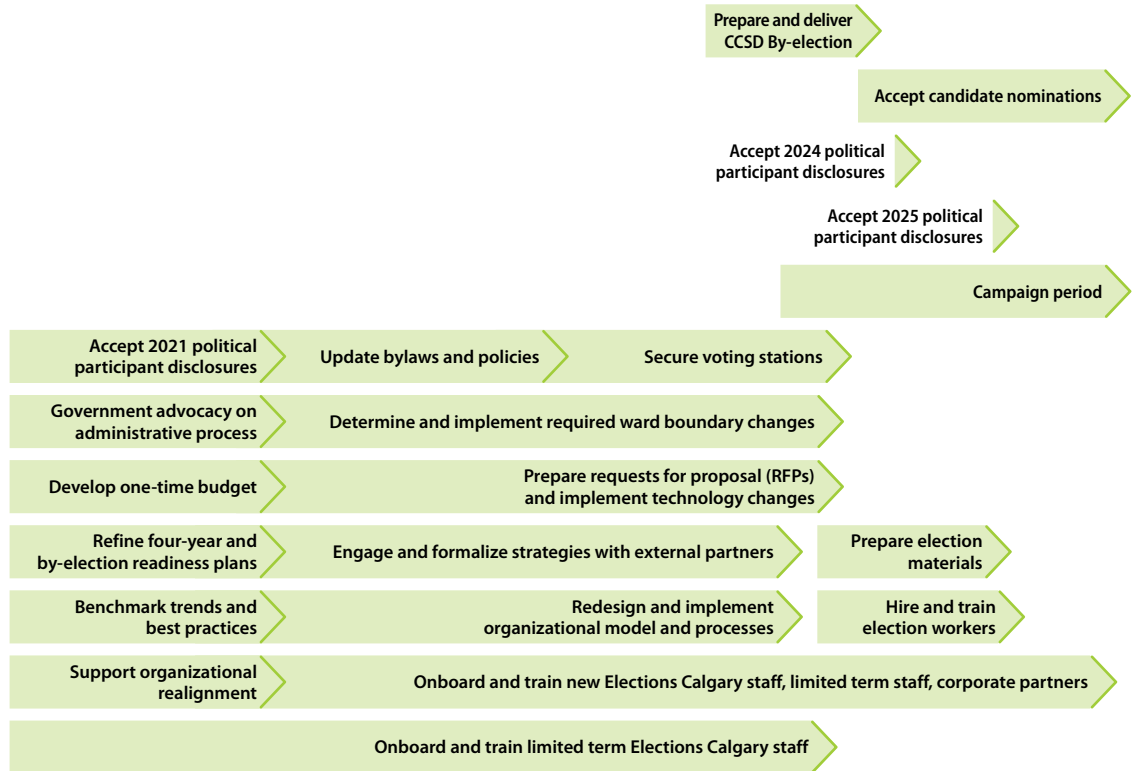 Prepare and deliver
CCSD By-election
Accept candidate nominations
Accept 2024 political
participant disclosures
Accept 2025 political
participant disclosures
Campaign period
Accept 2021 political
participant disclosures
Update bylaws and policies
Secure voting stations
Government advocacy on
administrative process
Determine and implement required ward boundary changes
Develop one-time budget
Prepare requests for proposal (RFPs)
and implement technology changes
Refine four-year and
by-election readiness plans
Engage and formalize strategies with external partners
Prepare election
materials
Benchmark trends and
best practices
Redesign and implement
organizational model and processes
Hire and train
election workers
Support organizational
realignment
Onboard and train new Elections Calgary staff, limited term staff, corporate partners
Onboard and train limited term Elections Calgary staff